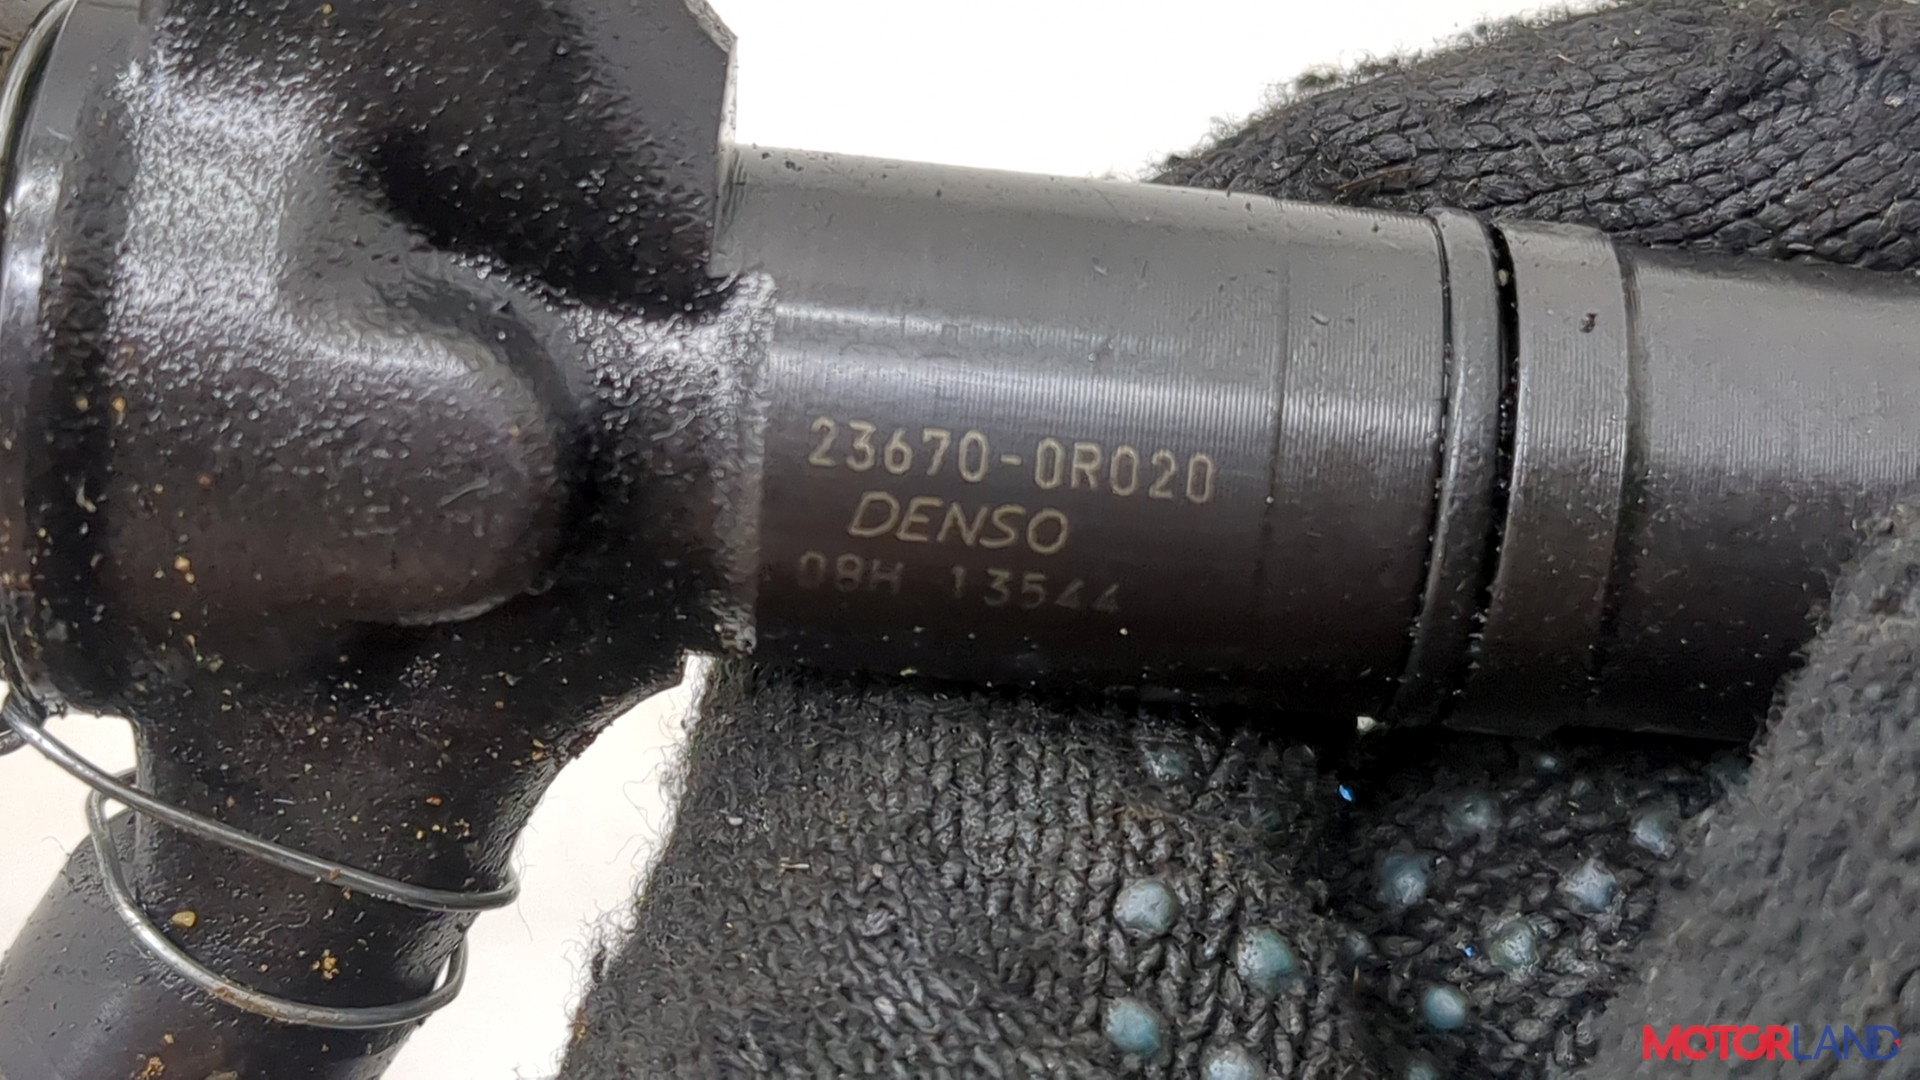 23670-0R020
DENSO
08H 13544
MOTORLAND